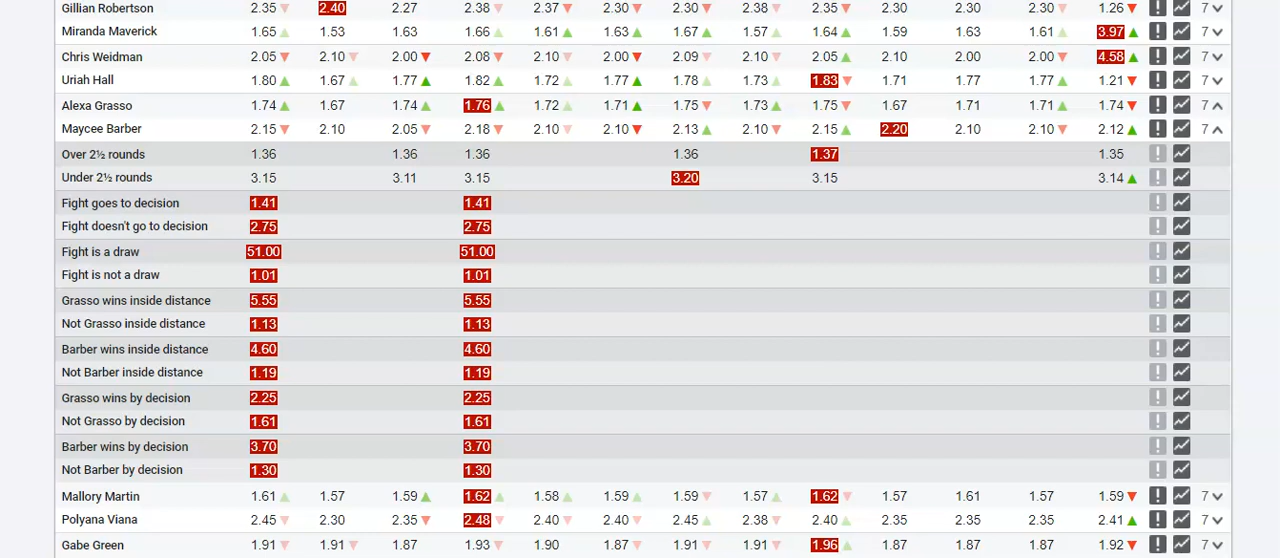 Gillian Robertson 2.35 2.40 2.27 2.38 2.37 2.30 2.30 2.38 2.35 2.30 2.30 2.30 1.26 7
Miranda Maverick 1.65 1.53 1.63 1.66 1.61 1.63 1.67 1.57 1.64 1.59 1.63 1.61 3.97 7
Chris Weidman 2.05 2.10 2.00 2.08 2.10 2.00 2.09 2.10 2.05 2.10 2.00 2.00 4.58 7
Uriah Hall 1.80 1.67 1.77 1.82 1.72 1.77 1.78 1.73 1.83 1.71 1.77 1.77 1.21 7
Alexa Grasso 1.74 1.67 1.74 1.76 1.72 1.71 1.75 1.73 1.75 1.67 1.71 1.71 1.74 7
Maycee Barber 2.15 2.10 2.05 2.18 2.10 2.10 2.13 2.10 2.15 2.20 2.10 2.10 2.12 7
Over 2½ rounds 1.36 1.36 1.36 1.36 1.37 1.35
Under 2½ rounds 3.15 3.11 3.15 3.20 3.15 3.14
Fight goes to decision 1.41 1.41
Fight doesn't go to decision 2.75 2.75
Fight is a draw 51.00 51.00
Fight is not a draw 1.01 1.01
Grasso wins inside distance 5.55 5.55
Not Grasso inside distance 1.13 1.13
Barber wins inside distance 4.60 4.60
Not Barber inside distance 1.19 1.19
Grasso wins by decision 2.25 2.25
Not Grasso by decision 1.61 1.61
Barber wins by decision 3.70 3.70
Not Barber by decision 1.30 1.30
Mallory Martin 1.61 1.57 1.59 1.62 1.58 1.59 1.59 1.57 1.62 1.57 1.61 1.57 1.59 7
Polyana Viana 2.45 2.30 2.35 2.48 2.40 2.40 2.45 2.38 2.40 2.35 2.35 2.35 2.41 7
Gabe Green 1.91 1.91 1.87 1.90 1.87 1.91 1.91 1.96 1.87 1.87 1.87 1.92 7